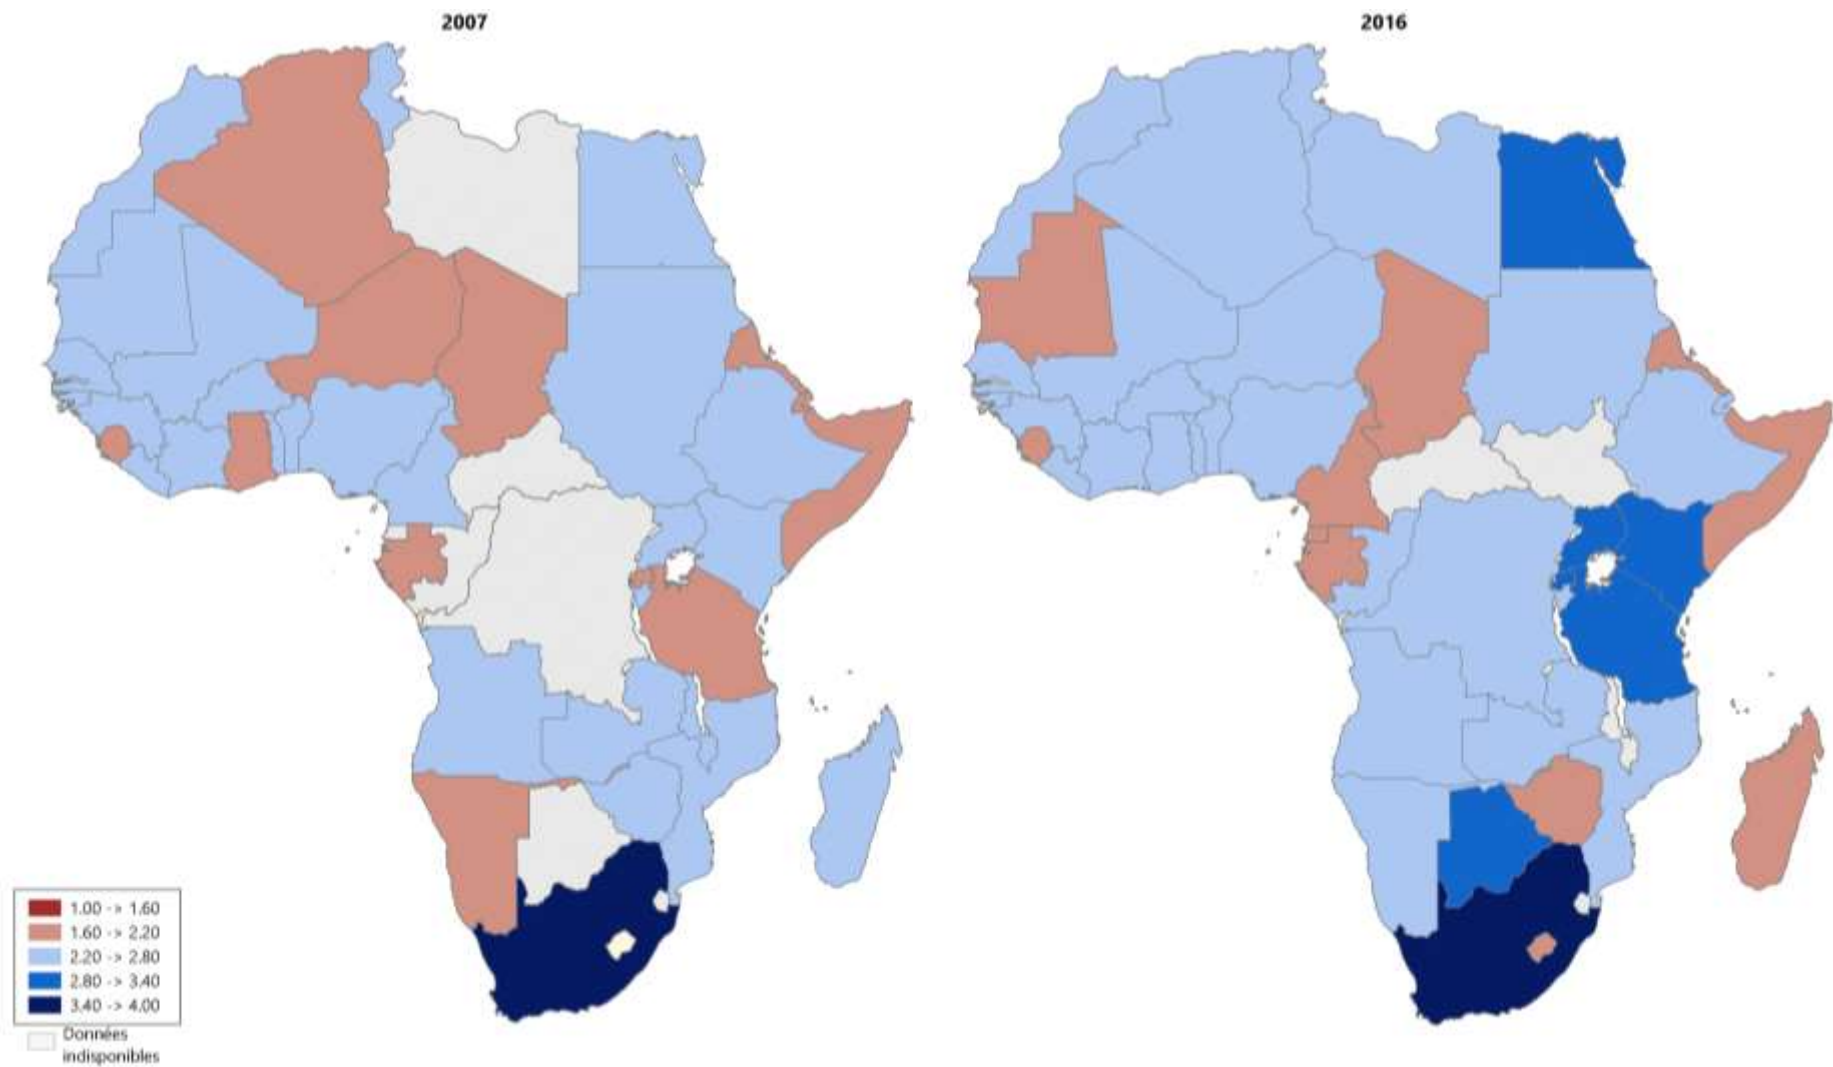 2007
2016
1.00 -> 1.60
1.60 -> 2.20
2.20 -> 2.80
2.80 -> 3.40
3.40 -> 4.00
Données
indisponibles